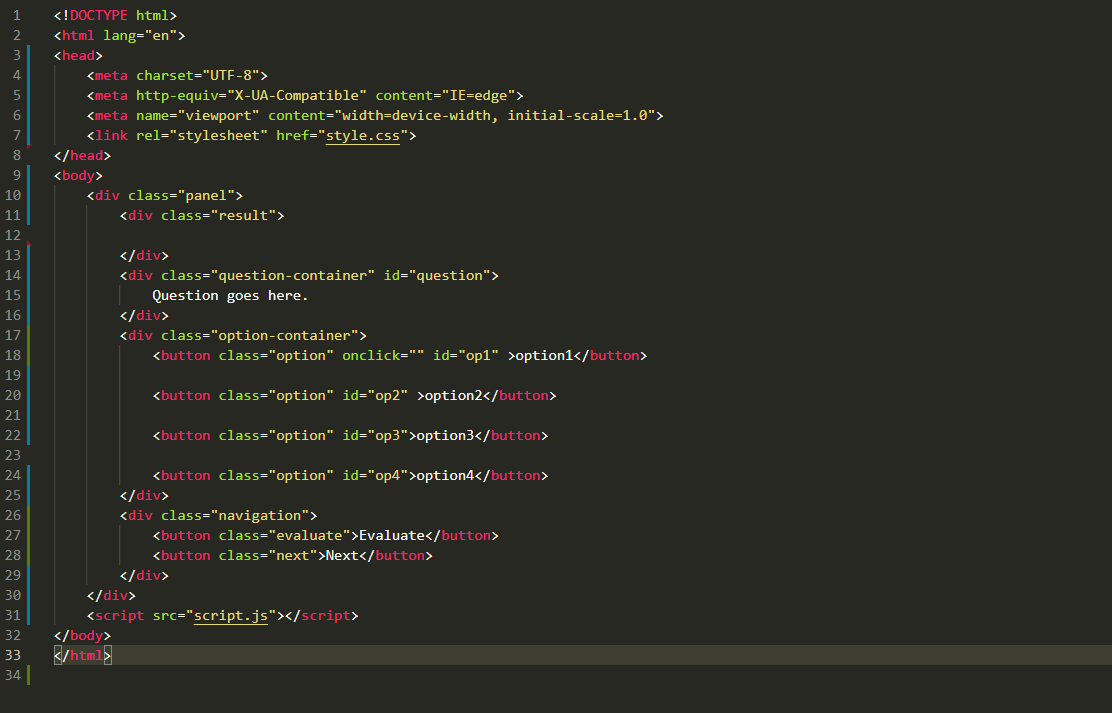 1 <!DOCTYPE html>
2 <html lang="en">
3 <head>
4     <meta charset="UTF-8">
5     <meta http-equiv="X-UA-Compatible" content="IE=edge">
6     <meta name="viewport" content="width=device-width, initial-scale=1.0">
7     <link rel="stylesheet" href="style.css">
8 </head>
9 <body>
10     <div class="panel">
11         <div class="result">
12
13         </div>
14         <div class="question-container" id="question">
15             Question goes here.
16         </div>
17         <div class="option-container">
18             <button class="option" onclick="" id="op1" >option1</button>
19
20             <button class="option" id="op2" >option2</button>
21
22             <button class="option" id="op3">option3</button>
23
24             <button class="option" id="op4">option4</button>
25         </div>
26         <div class="navigation">
27             <button class="evaluate">Evaluate</button>
28             <button class="next">Next</button>
29         </div>
30     </div>
31     <script src="script.js"></script>
32 </body>
33 </html>
34